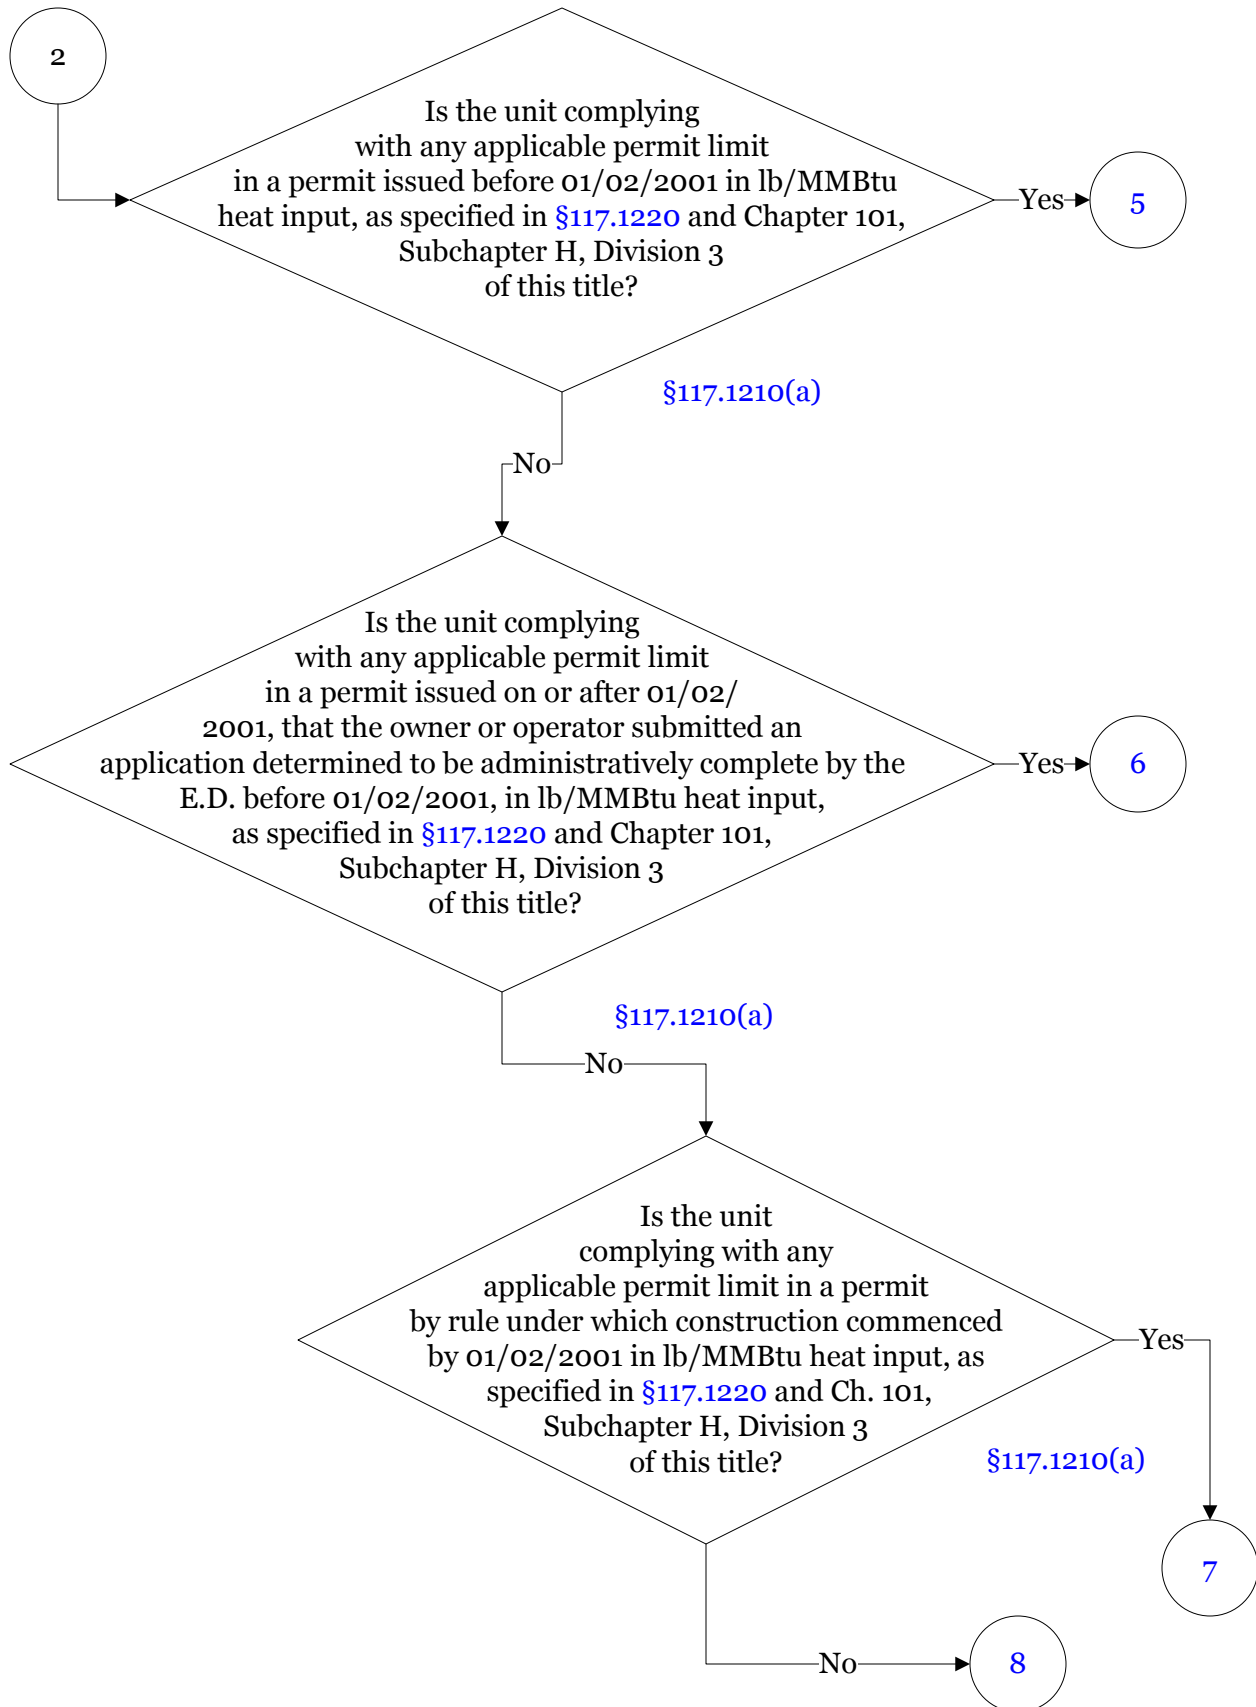 2
Is the unit complying
with any applicable permit limit
in a permit issued before 01/02/2001 in lb/MMBtu
heat input, as specified in §117.1220 and Chapter 101,
Subchapter H, Division 3
of this title?
Yes
5
§117.1210(a)
No
Is the unit complying
with any applicable permit limit
in a permit issued on or after 01/02/
2001, that the owner or operator submitted an
application determined to be administratively complete by the
E.D. before 01/02/2001, in lb/MMBtu heat input,
as specified in §117.1220 and Chapter 101,
Subchapter H, Division 3
of this title?
Yes
6
§117.1210(a)
No
Is the unit
complying with any
applicable permit limit in a permit
by rule under which construction commenced
by 01/02/2001 in lb/MMBtu heat input, as
specified in §117.1220 and Ch. 101,
Subchapter H, Division 3
of this title?
Yes
§117.1210(a)
7
No
8